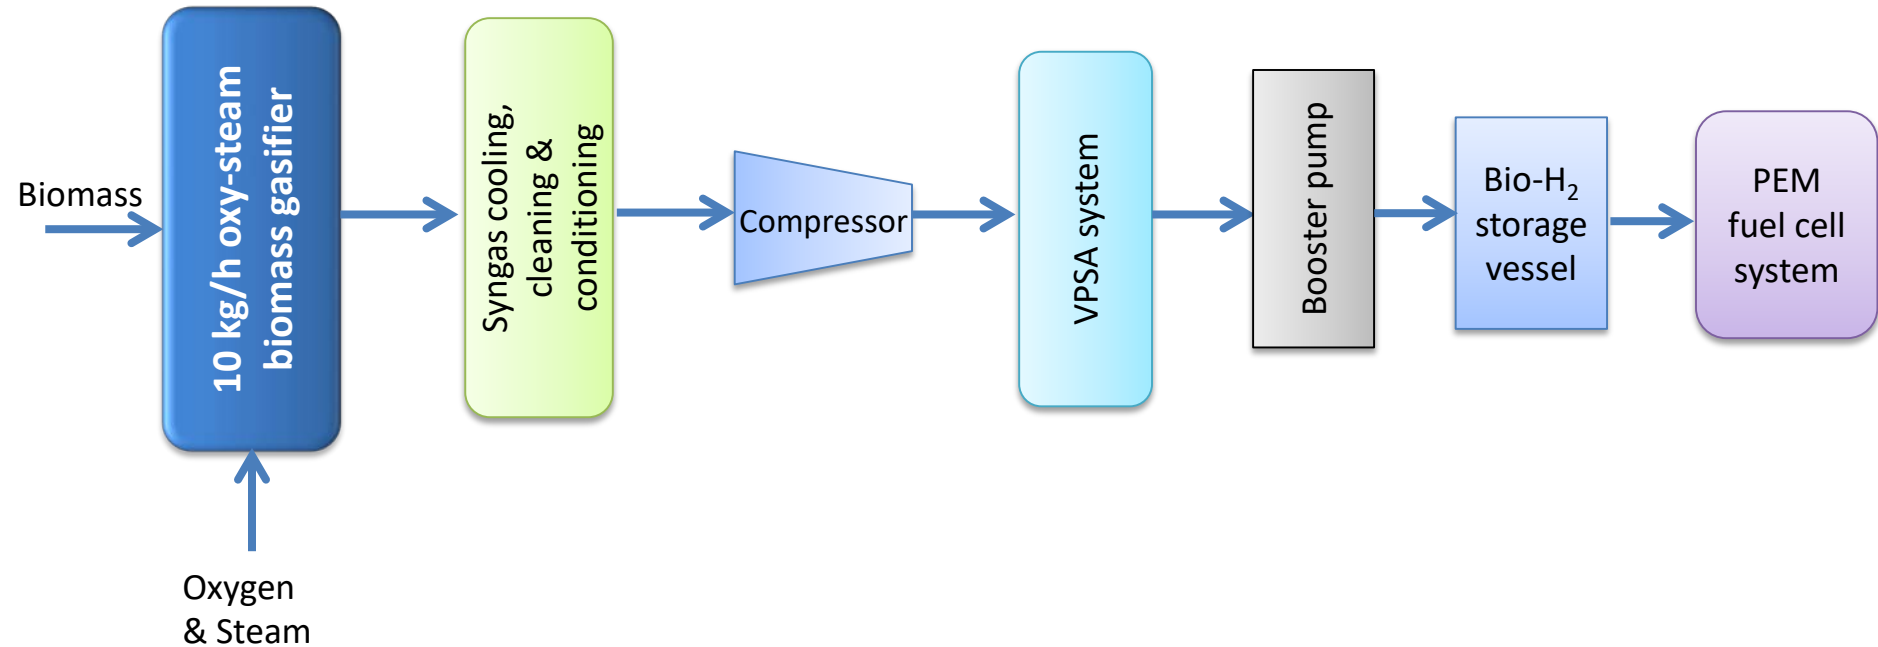 Biomass
10 kg/h oxy-steam
biomass gasifier
Oxygen
& Steam
Syngas cooling,
cleaning &
conditioning
Compressor
VPSA system
Booster pump
Bio-H₂
storage
vessel
PEM
fuel cell
system